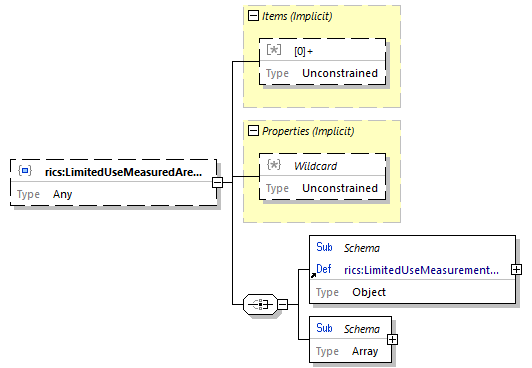 Items (Implicit)
[0]+
Type Unconstrained
Properties (Implicit)
Wildcard
Type Unconstrained
rics:LimitedUseMeasuredAre...
Type Any
Sub Schema
Def rics:LimitedUseMeasurement...
Type Object
Sub Schema
Type Array